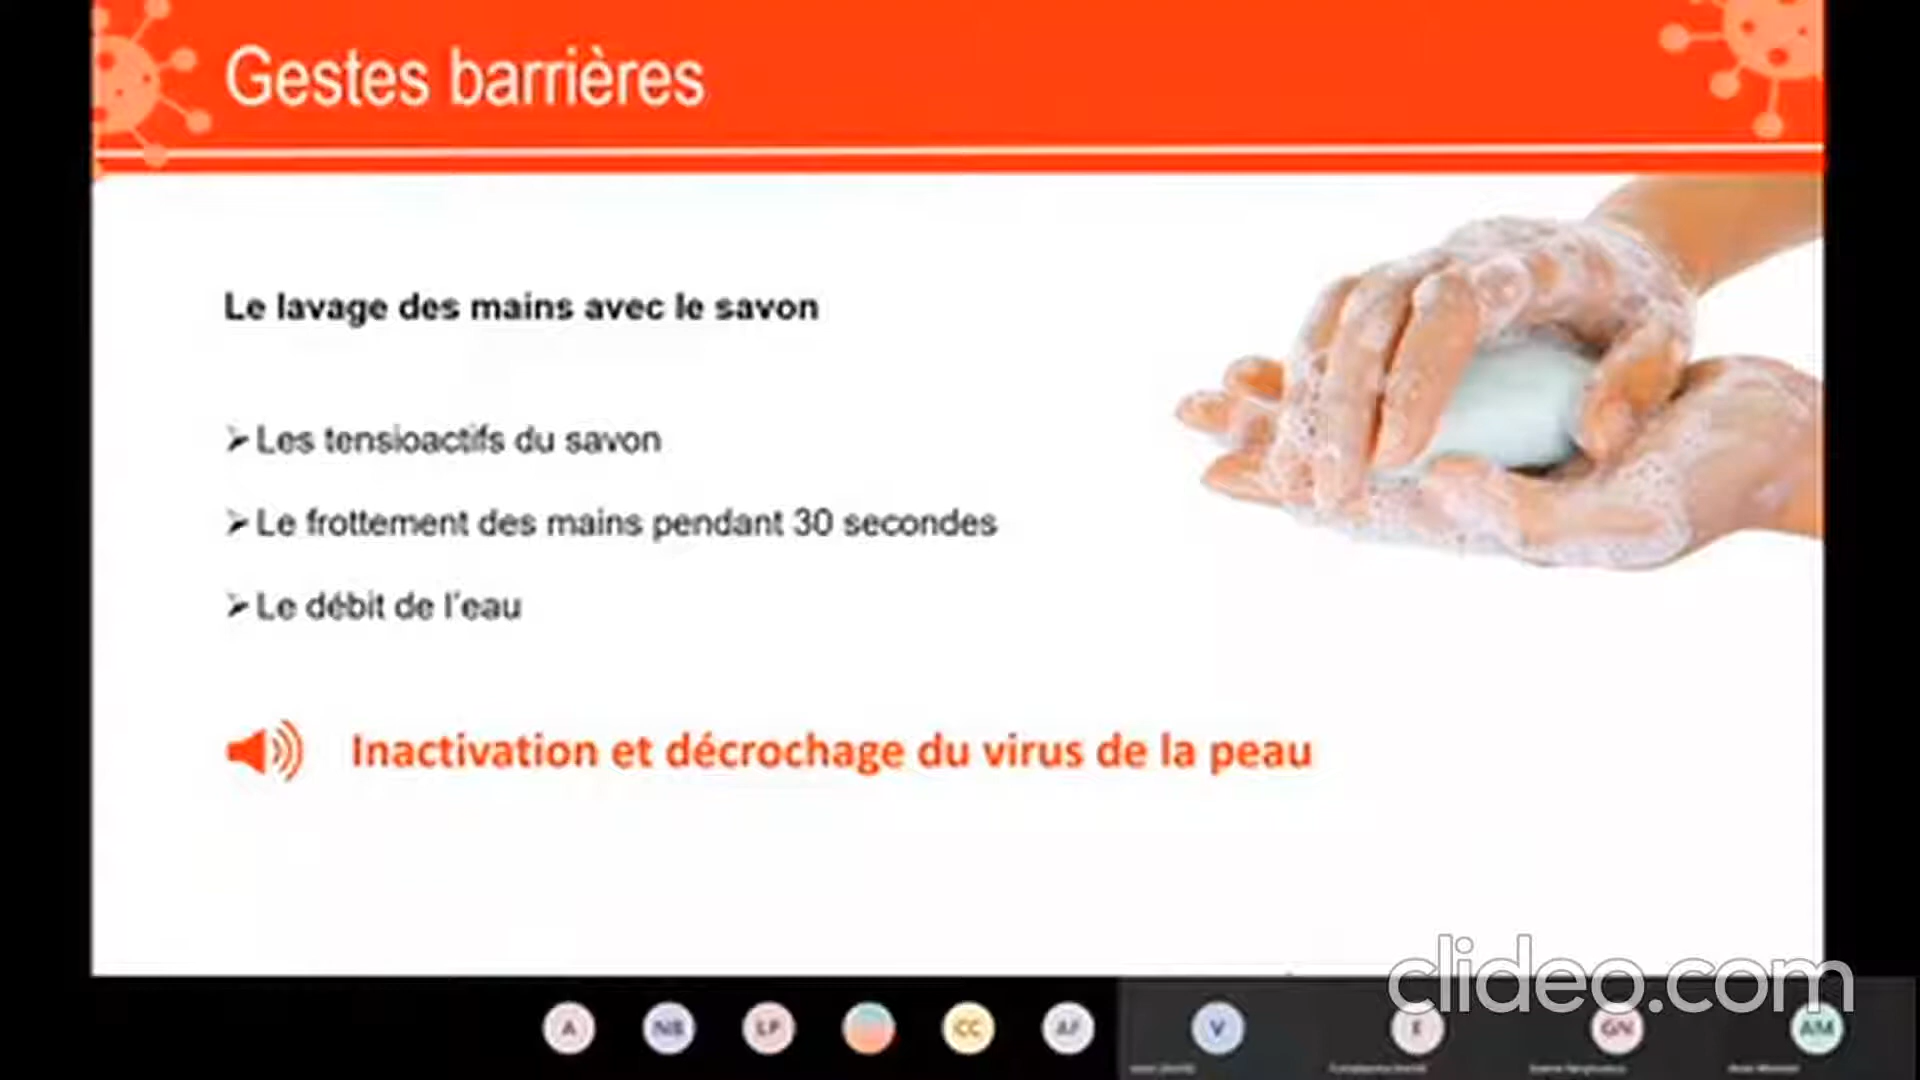 Gestes barrières
Le lavage des mains avec le savon
➢ Les tensioactifs du savon
➢ Le frottement des mains pendant 30 secondes
➢ Le débit de l'eau
Inactivation et décrochage du virus de la peau
clideo.com
A NB LP CC AF V E GN AM